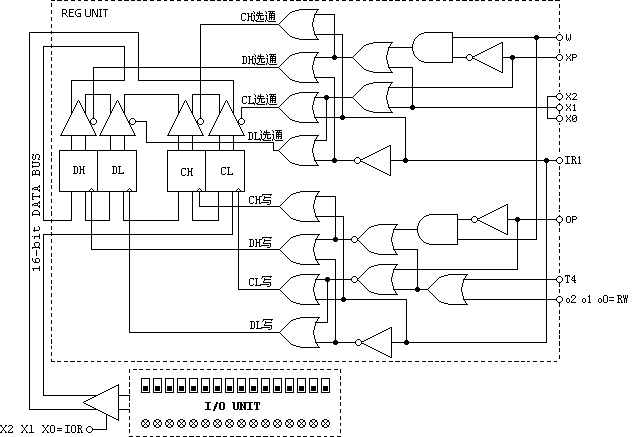 REG UNIT
CH选通
W
XP
DH选通
X2
CL选通
X1
X0
DL选通
IR1
DH
DL
CH
CL
CH写
OP
16-bit DATA BUS
DH写
T4
CL写
o2 o1 o0=RW
DL写
I/O UNIT
X2 X1 X0=IOR